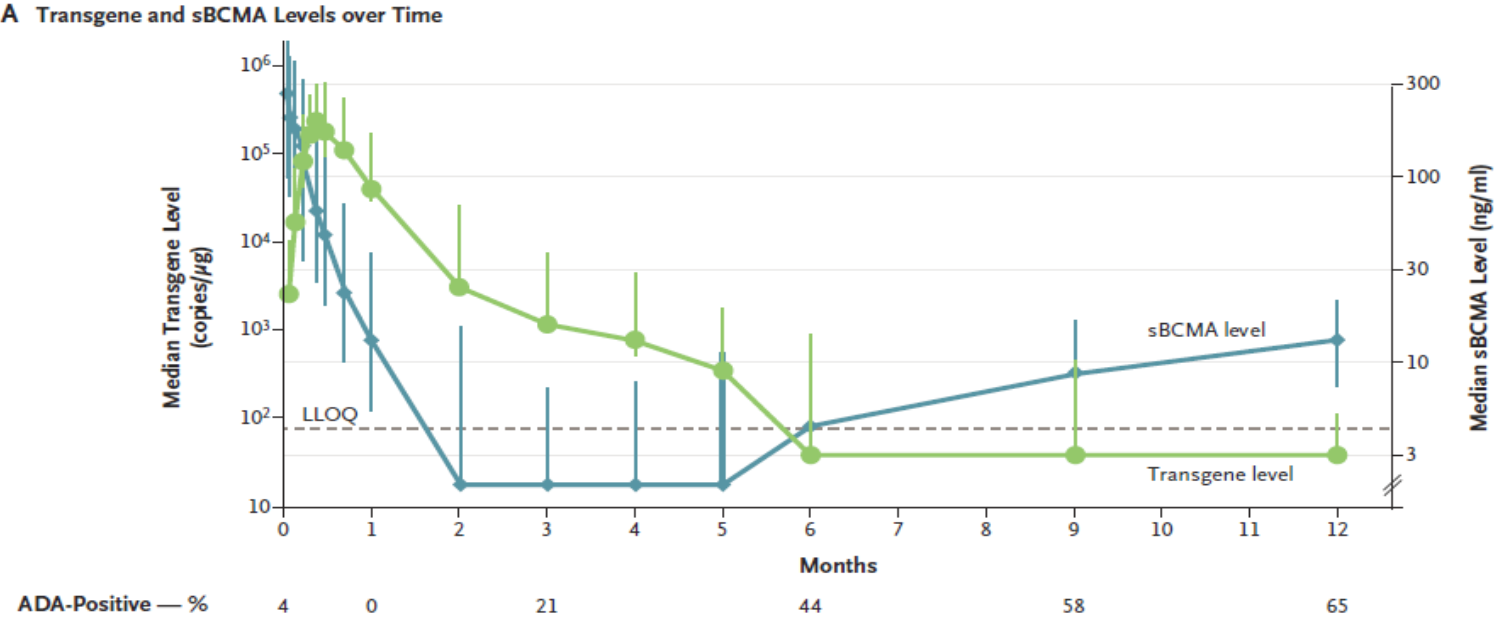 A Transgene and sBCMA Levels over Time
Median Transgene Level
(copies/µg)
10⁶
10⁵
10⁴
10³
10²
10
LLOQ
sBCMA level
Transgene level
300
100
30
10
3
Median sBCMA Level (ng/ml)
0 1 2 3 4 5 6 7 8 9 10 11 12
Months
ADA-Positive — % 4 0 21 44 58 65